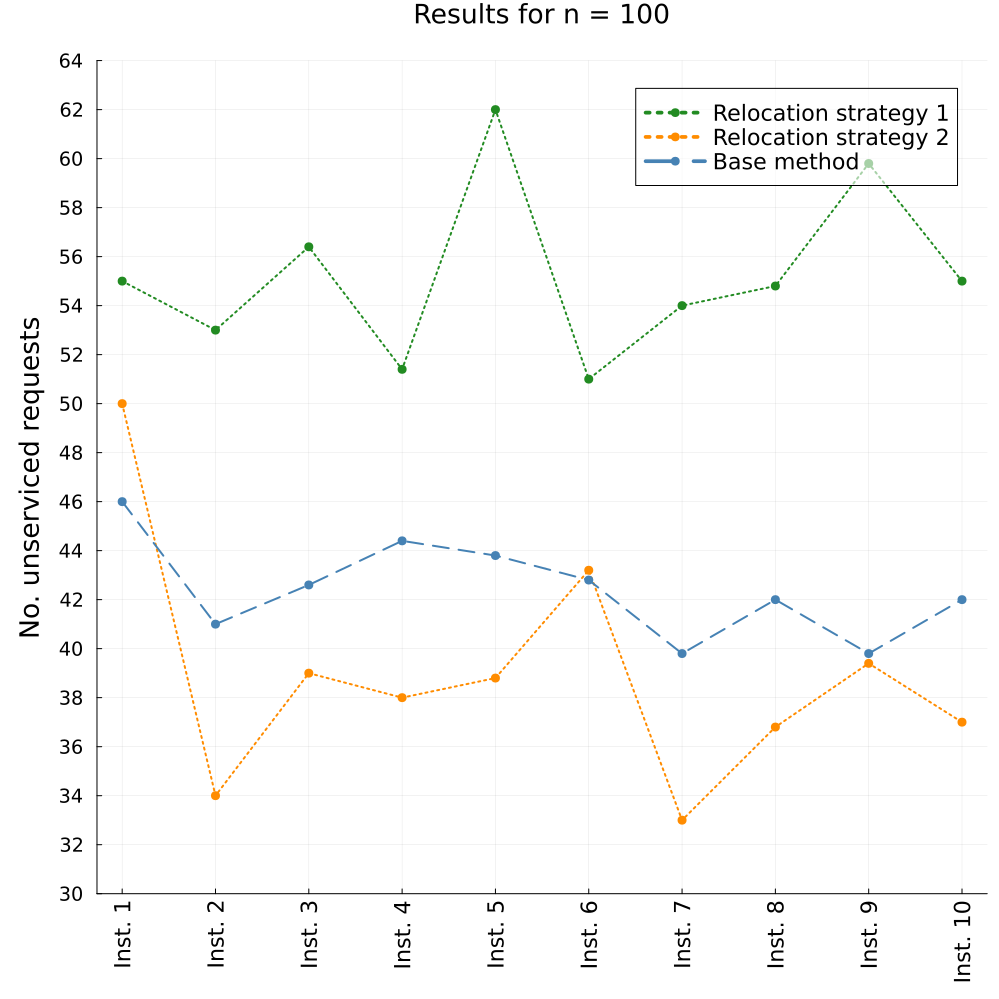 Results for n = 100
64
62
60
58
56
54
52
50
48
46
44
42
40
38
36
34
32
30
No. unserviced requests
Relocation strategy 1
Relocation strategy 2
Base method
Inst. 1
Inst. 2
Inst. 3
Inst. 4
Inst. 5
Inst. 6
Inst. 7
Inst. 8
Inst. 9
Inst. 10